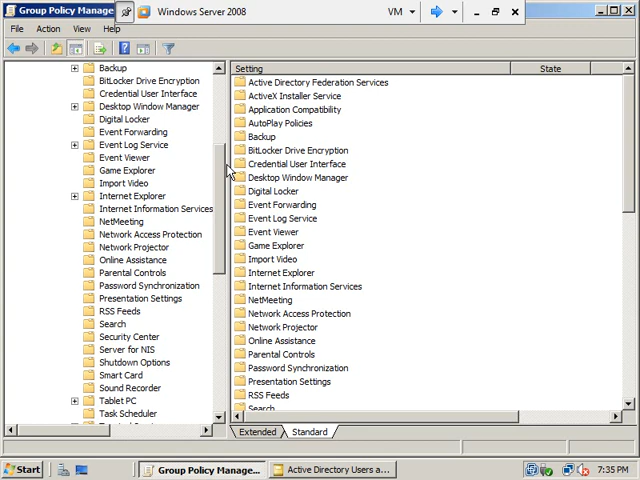 Group Policy Manage
Windows Server 2008
VM
File Action View Help
Backup
BitLocker Drive Encryption
Credential User Interface
Desktop Window Manager
Digital Locker
Event Forwarding
Event Log Service
Event Viewer
Game Explorer
Import Video
Internet Explorer
Internet Information Services
NetMeeting
Network Access Protection
Network Projector
Online Assistance
Parental Controls
Password Synchronization
Presentation Settings
RSS Feeds
Search
Security Center
Server for NIS
Shutdown Options
Smart Card
Sound Recorder
Tablet PC
Task Scheduler
Setting State
Active Directory Federation Services
ActiveX Installer Service
Application Compatibility
AutoPlay Policies
Backup
BitLocker Drive Encryption
Credential User Interface
Desktop Window Manager
Digital Locker
Event Forwarding
Event Log Service
Event Viewer
Game Explorer
Import Video
Internet Explorer
Internet Information Services
NetMeeting
Network Access Protection
Network Projector
Online Assistance
Parental Controls
Password Synchronization
Presentation Settings
RSS Feeds
Search
Extended Standard
Start Group Policy Manage... Active Directory Users a... 7:35 PM